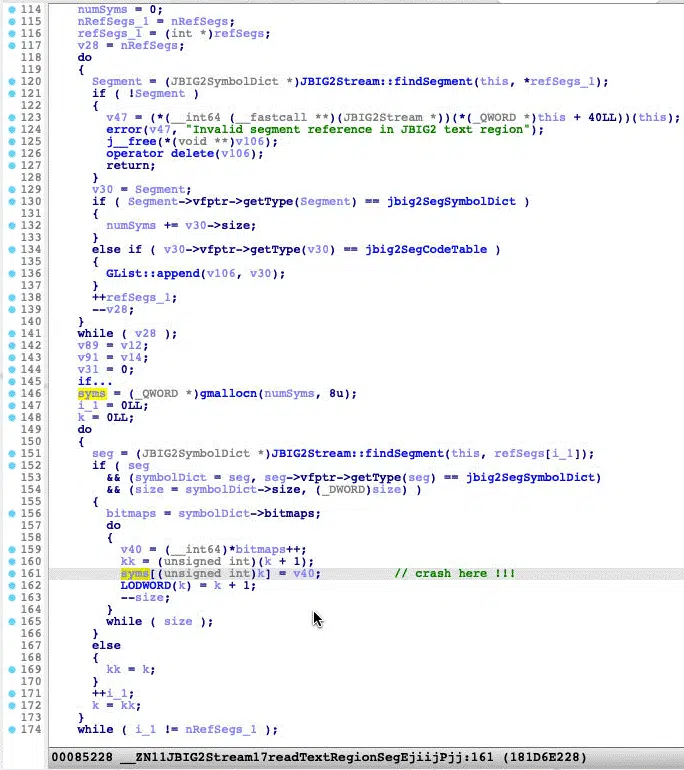 114 numSyms = 0;
115 nRefSegs_1 = nRefSegs;
116 refSegs_1 = (int *)refSegs;
117 v28 = nRefSegs;
118 do
119 {
120 Segment = (JBIG2SymbolDict *)JBIG2Stream::findSegment(this, *refSegs_1);
121 if ( !Segment )
122 {
123 v47 = (*(__int64 (__fastcall **)(JBIG2Stream *))(*(_QWORD *)this + 40LL))(this);
124 error(v47, "Invalid segment reference in JBIG2 text region");
125 j__free(*(void **)v106);
126 operator delete(v106);
127 return;
128 }
129 v30 = Segment;
130 if ( Segment->vfptr->getType(Segment) == jbig2SegSymbolDict )
131 {
132 numSyms += v30->size;
133 }
134 else if ( v30->vfptr->getType(v30) == jbig2SegCodeTable )
135 {
136 GList::append(v106, v30);
137 }
138 ++refSegs_1;
139 --v28;
140 }
141 while ( v28 );
142 v89 = v12;
143 v91 = v14;
144 v31 = 0;
145 if...
146 syms = (_QWORD *)gmallocn(numSyms, 8u);
147 i_1 = 0LL;
148 k = 0LL;
149 do
150 {
151 seg = (JBIG2SymbolDict *)JBIG2Stream::findSegment(this, refSegs[i_1]);
152 if ( seg
153 && (symbolDict = seg, seg->vfptr->getType(seg) == jbig2SegSymbolDict)
154 && (size = symbolDict->size, (_DWORD)size) )
155 {
156 bitmaps = symbolDict->bitmaps;
157 do
158 {
159 v40 = (__int64)*bitmaps++;
160 kk = (unsigned int)(k + 1);
161 syms[(unsigned int)k] = v40; // crash here !!!
162 LODWORD(k) = k + 1;
163 --size;
164 }
165 while ( size );
166 }
167 else
168 {
169 kk = k;
170 }
171 ++i_1;
172 k = kk;
173 }
174 while ( i_1 != nRefSegs_1 );
00085228 __ZN11JBIG2Stream17readTextRegionSegEjiijPjj:161 (181D6E228)